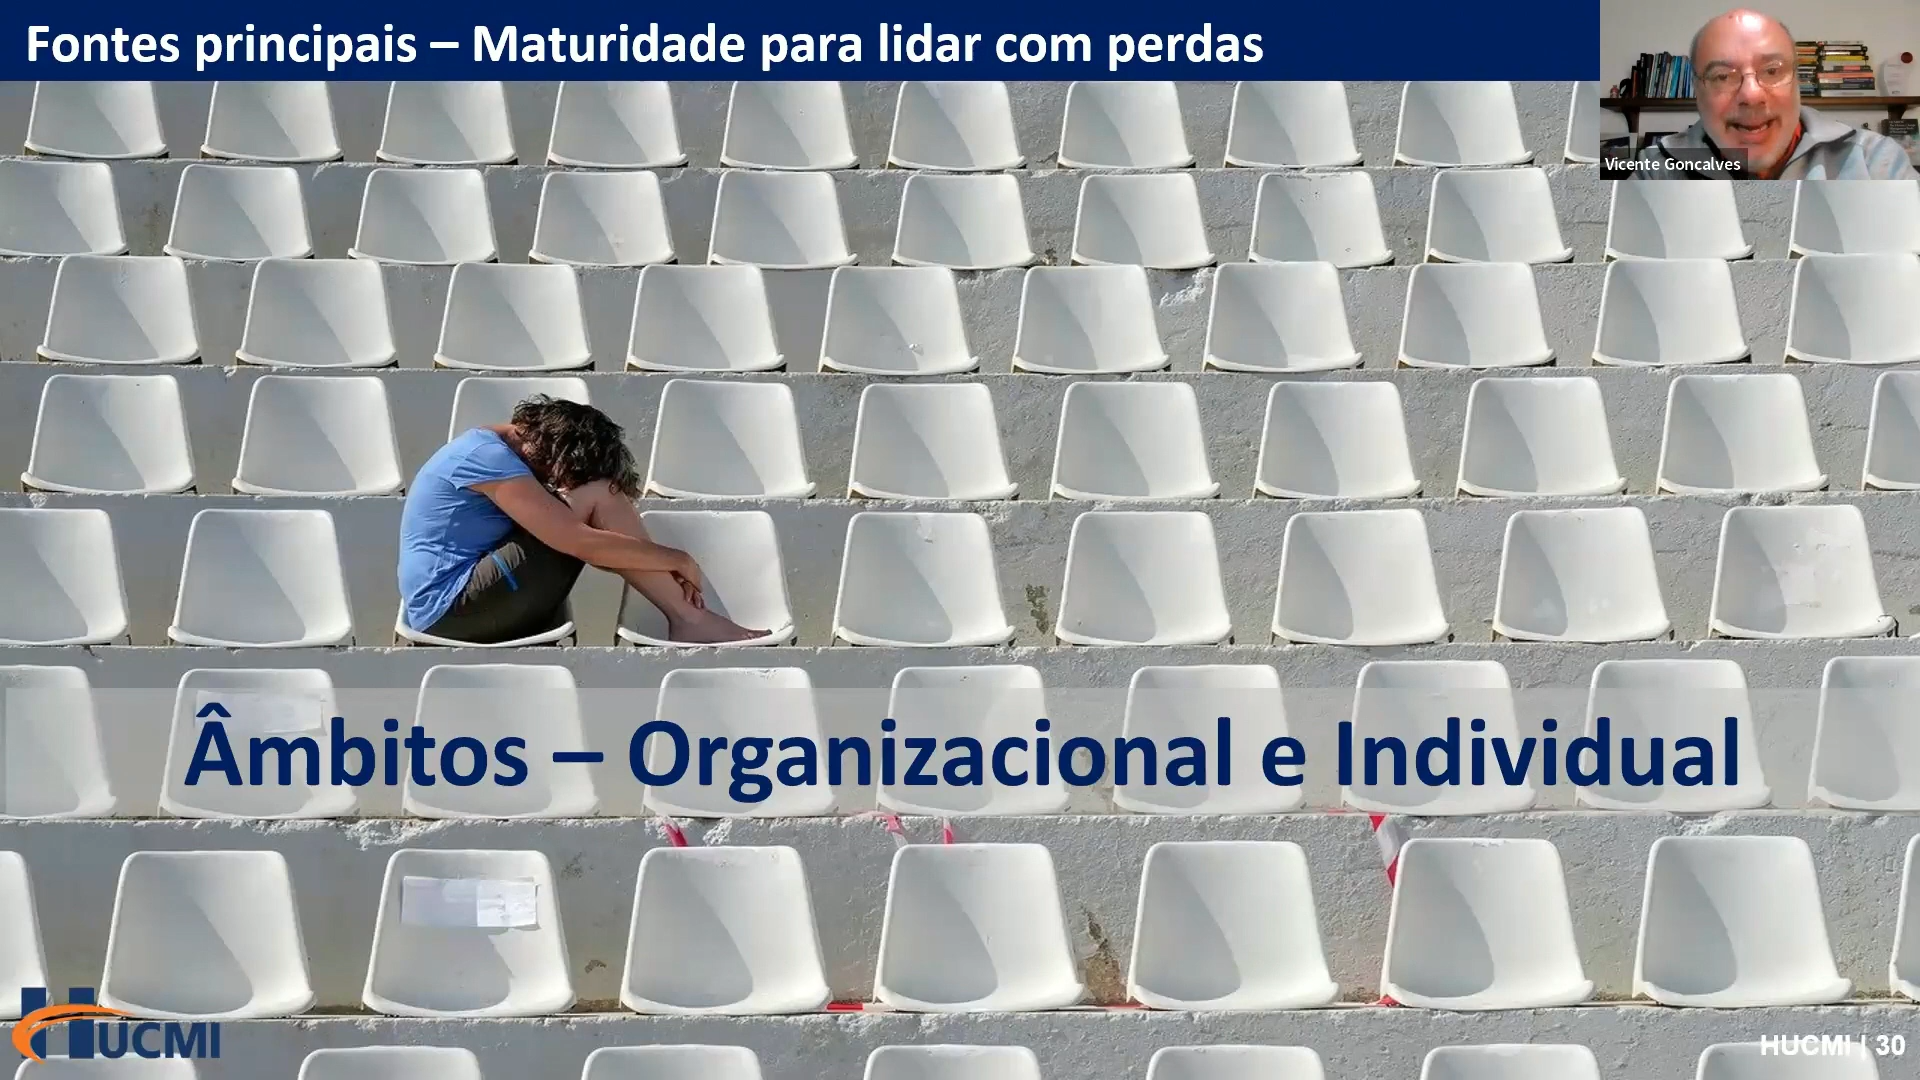 Fontes principais – Maturidade para lidar com perdas
Vicente Goncalves
Âmbitos – Organizacional e Individual
HUCMI
HUCMI | 30